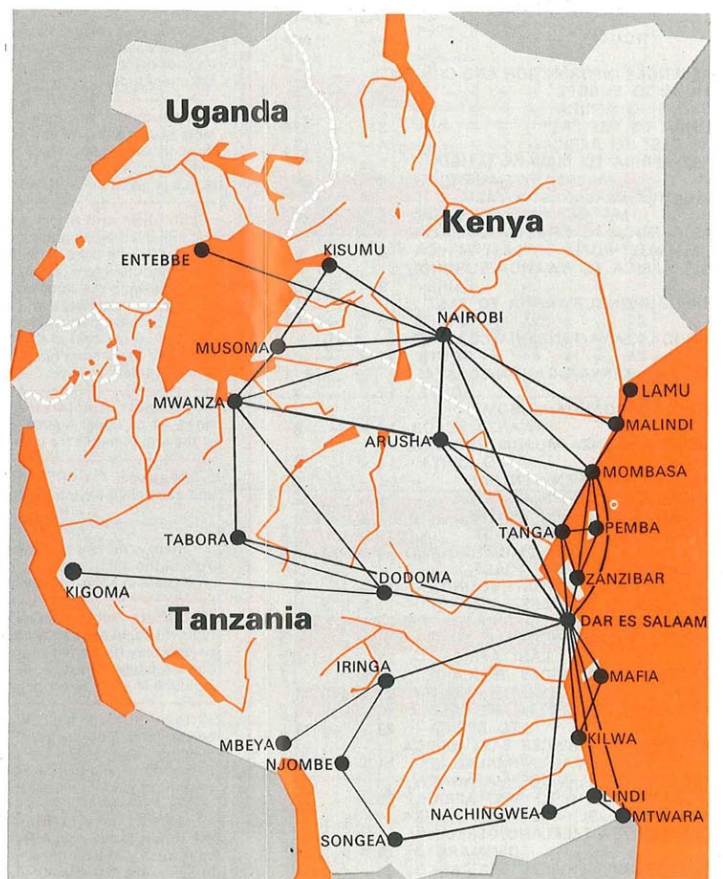 Uganda
Kenya
ENTEBBE
KISUMU
NAIROBI
MUSOMA
LAMU
MWANZA
MALINDI
ARUSHA
MOMBASA
TANGA
PEMBA
TABORA
ZANZIBAR
KIGOMA
DODOMA
Tanzania
DAR ES SALAAM
IRINGA
MAFIA
MBEYA
KILWA
NJOMBE
LINDI
NACHINGWEA
MTWARA
SONGEA